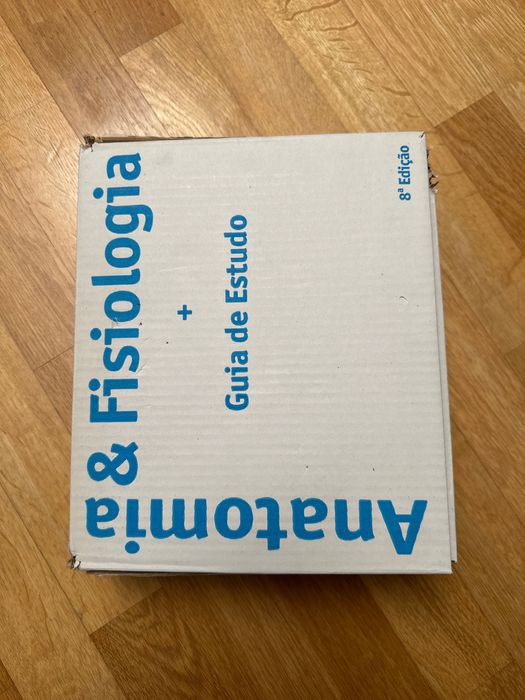 Anatomia
& Fisiologia
+
Guia de Estudo
8ª Edição